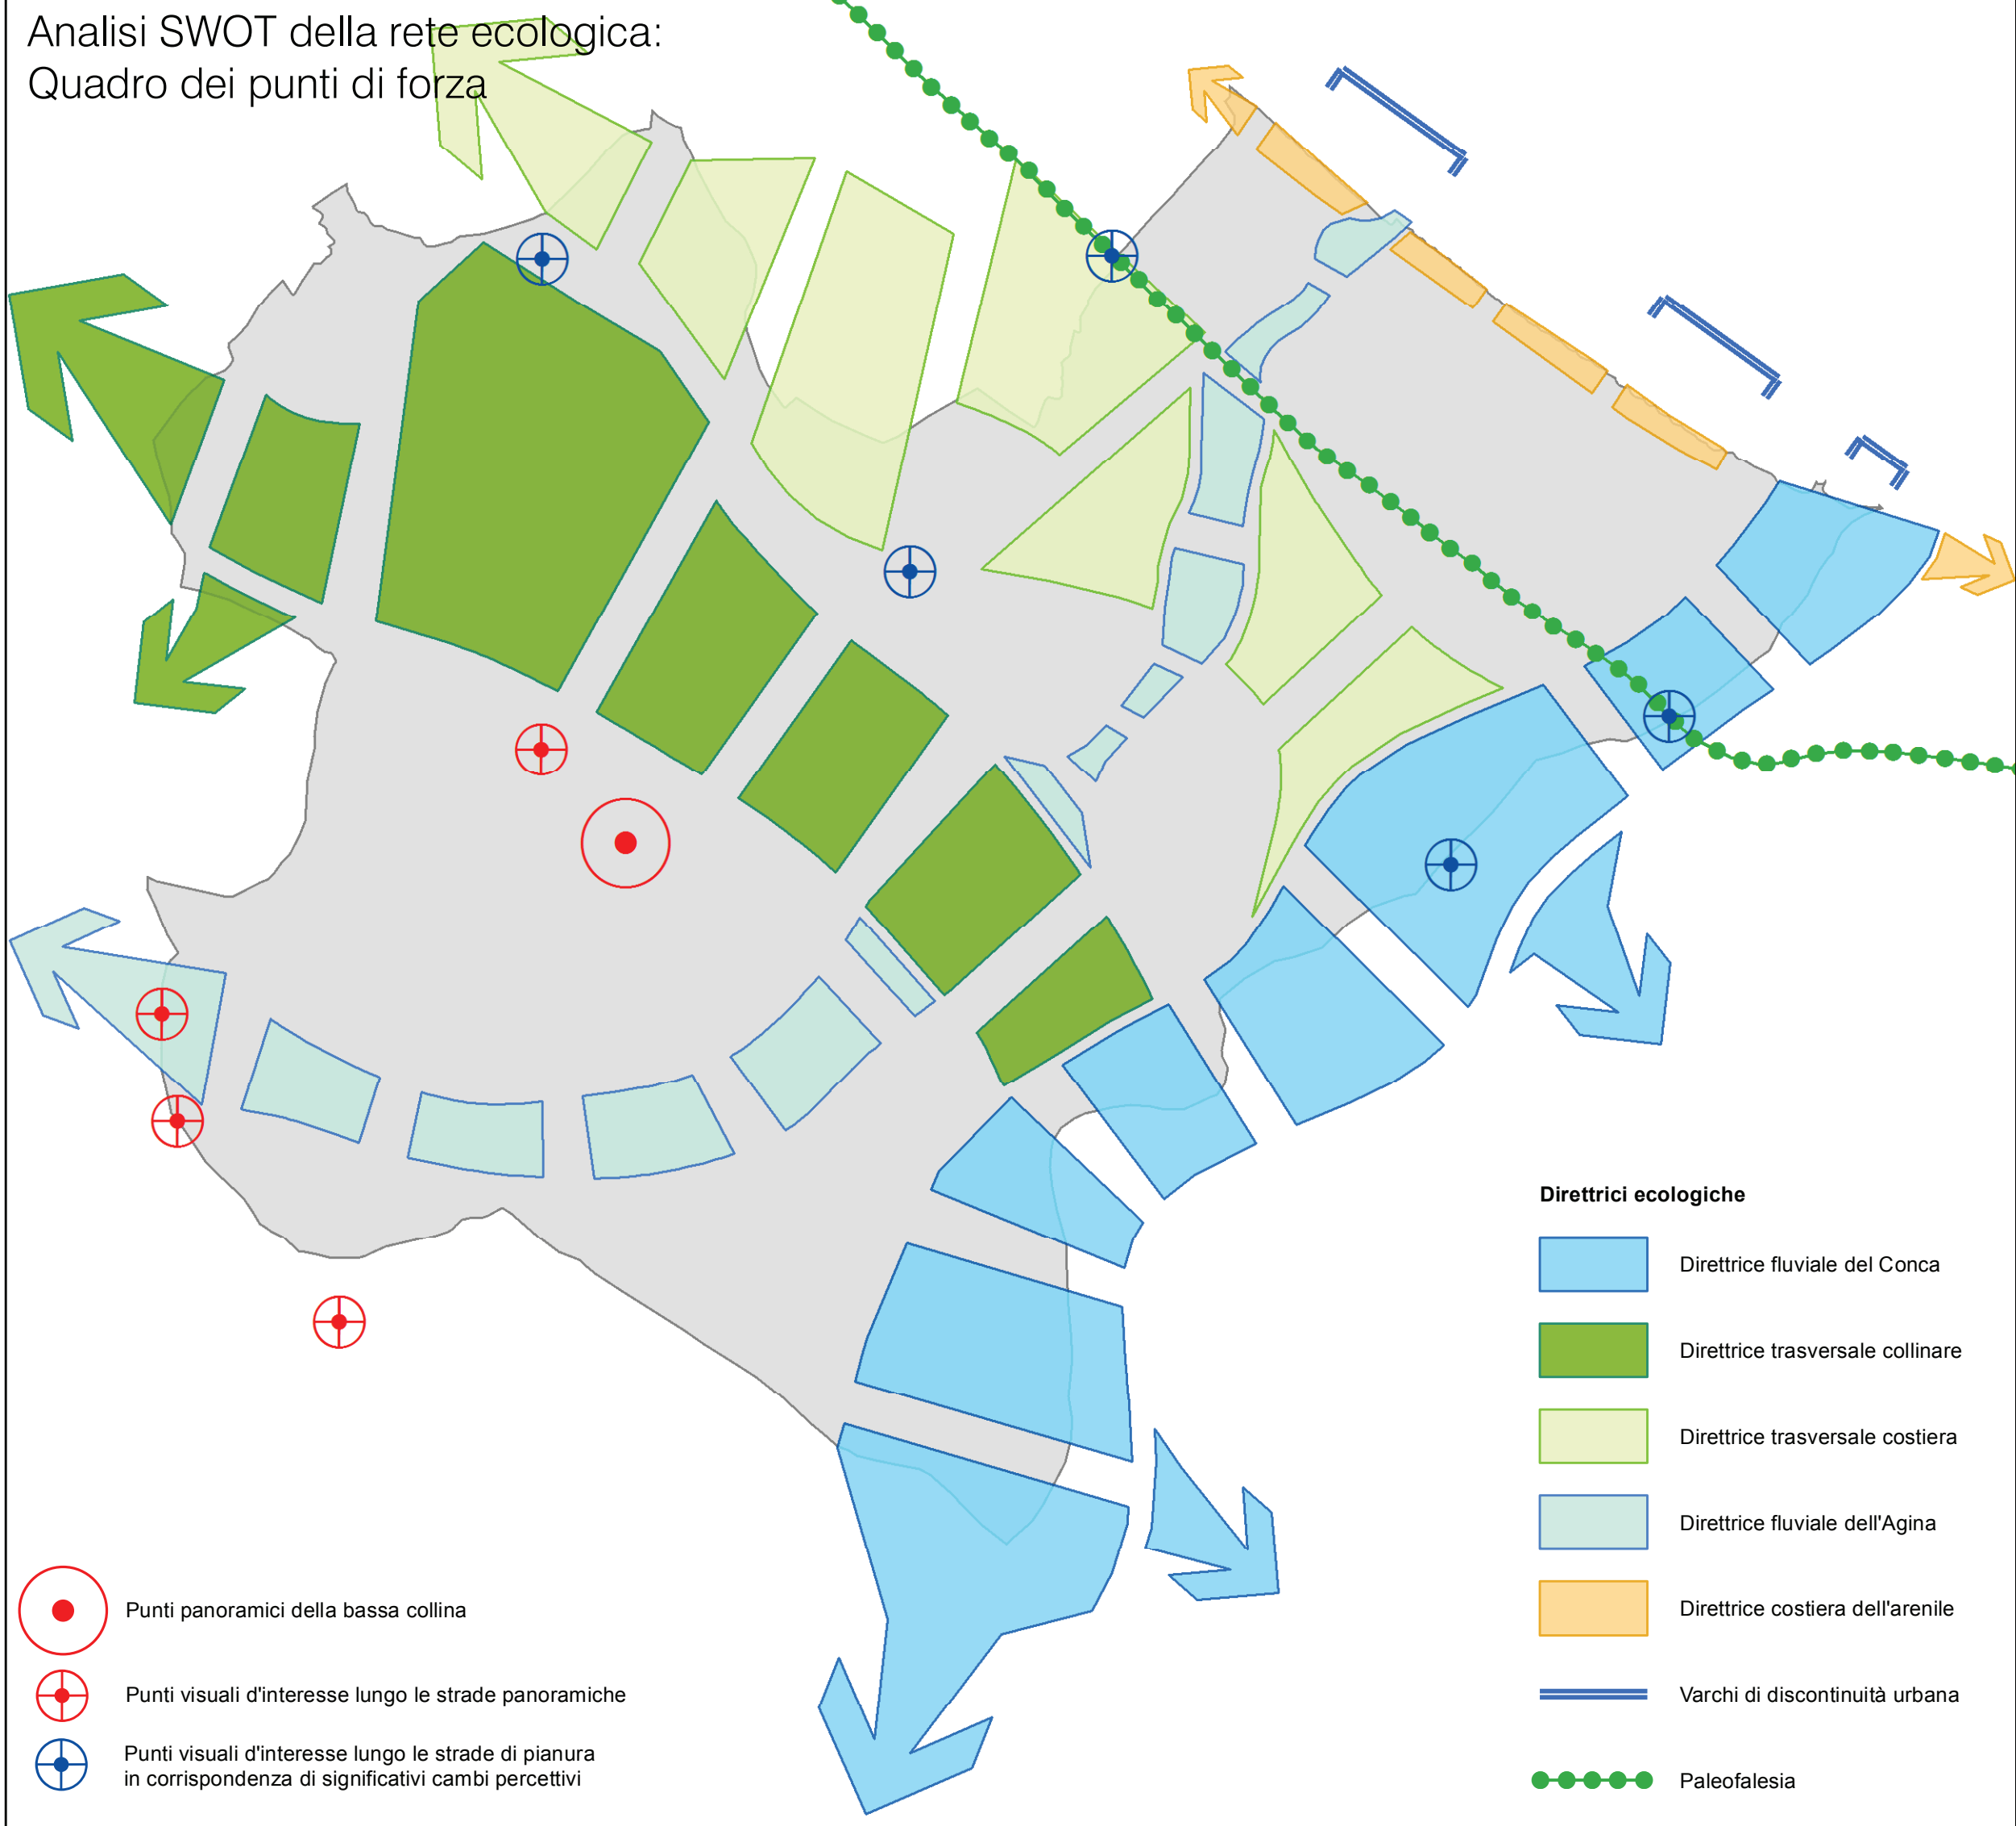 Analisi SWOT della rete ecologica:
Quadro dei punti di forza
Direttrici ecologiche
Direttrice fluviale del Conca
Direttrice trasversale collinare
Direttrice trasversale costiera
Direttrice fluviale dell'Agina
Direttrice costiera dell'arenile
Varchi di discontinuità urbana
Paleofalesia
Punti panoramici della bassa collina
Punti visuali d'interesse lungo le strade panoramiche
Punti visuali d'interesse lungo le strade di pianura
in corrispondenza di significativi cambi percettivi